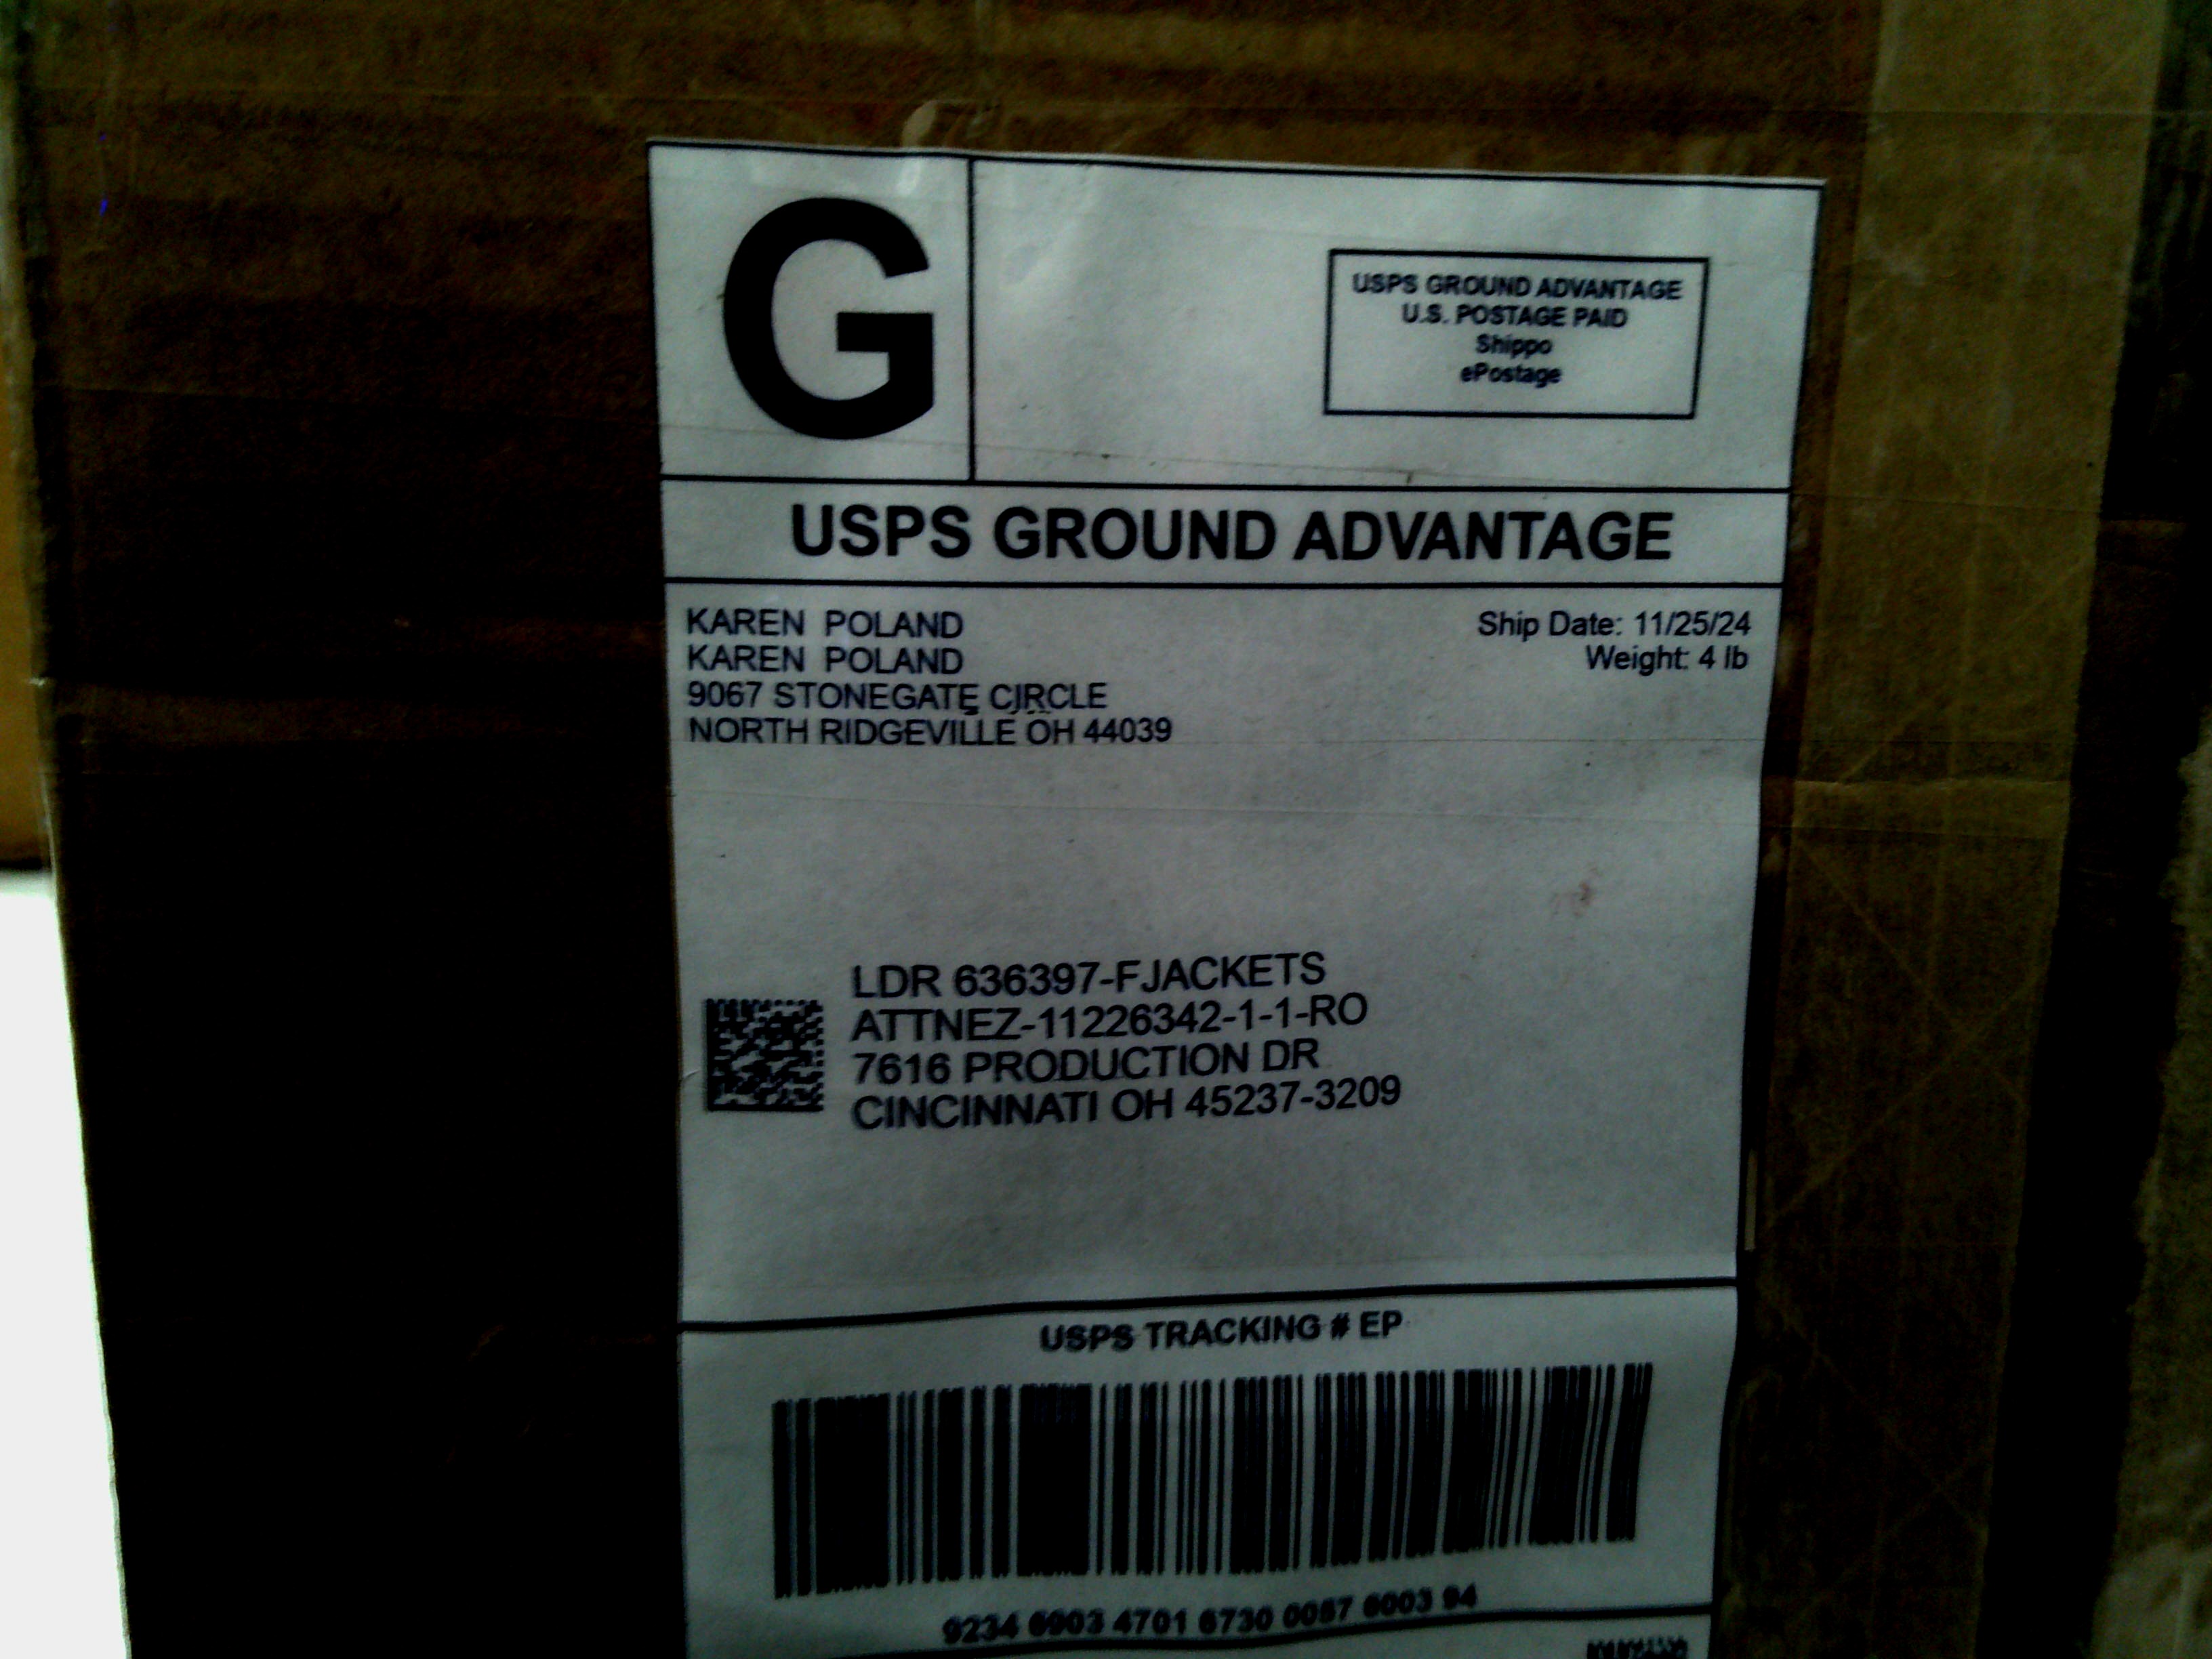 G
USPS GROUND ADVANTAGE
U.S. POSTAGE PAID
Shippo
ePostage
USPS GROUND ADVANTAGE
KAREN POLAND
KAREN POLAND
9067 STONEGATE CIRCLE
NORTH RIDGEVILLE OH 44039
Ship Date: 11/25/24
Weight: 4 lb
LDR 636397-FJACKETS
ATTNEZ-11226342-1-1-RO
7616 PRODUCTION DR
CINCINNATI OH 45237-3209
USPS TRACKING # EP
9234 6903 4701 6730 0087 6003 94